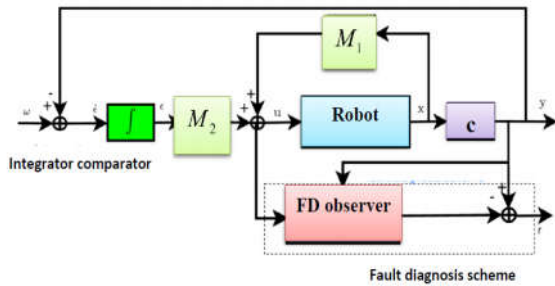 M₁
ω
ė
∫
ϵ
M₂
u
Robot
x
c
y
Integrator comparator
FD observer
r
Fault diagnosis scheme